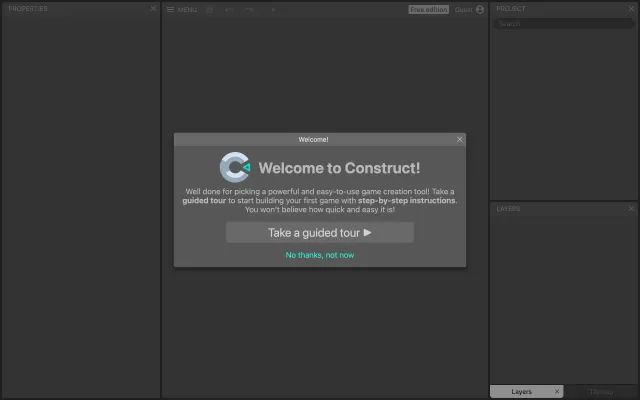 PROPERTIES
MENU
Free edition
Guest
PROJECT
Search
Welcome!
Welcome to Construct!
Well done for picking a powerful and easy-to-use game creation tool! Take a
guided tour to start building your first game with step-by-step instructions.
You won't believe how quick and easy it is!
Take a guided tour
No thanks, not now
LAYERS
Layers